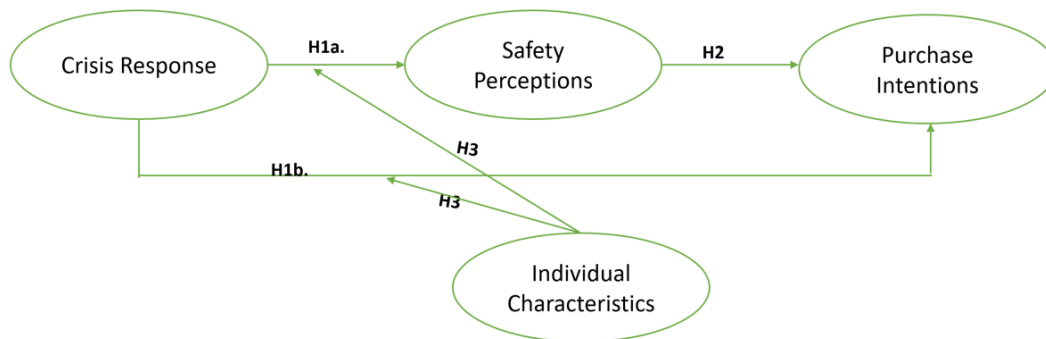 H1a.
Crisis Response
Safety
Perceptions
H2
Purchase
Intentions
H3
H1b.
H3
Individual
Characteristics